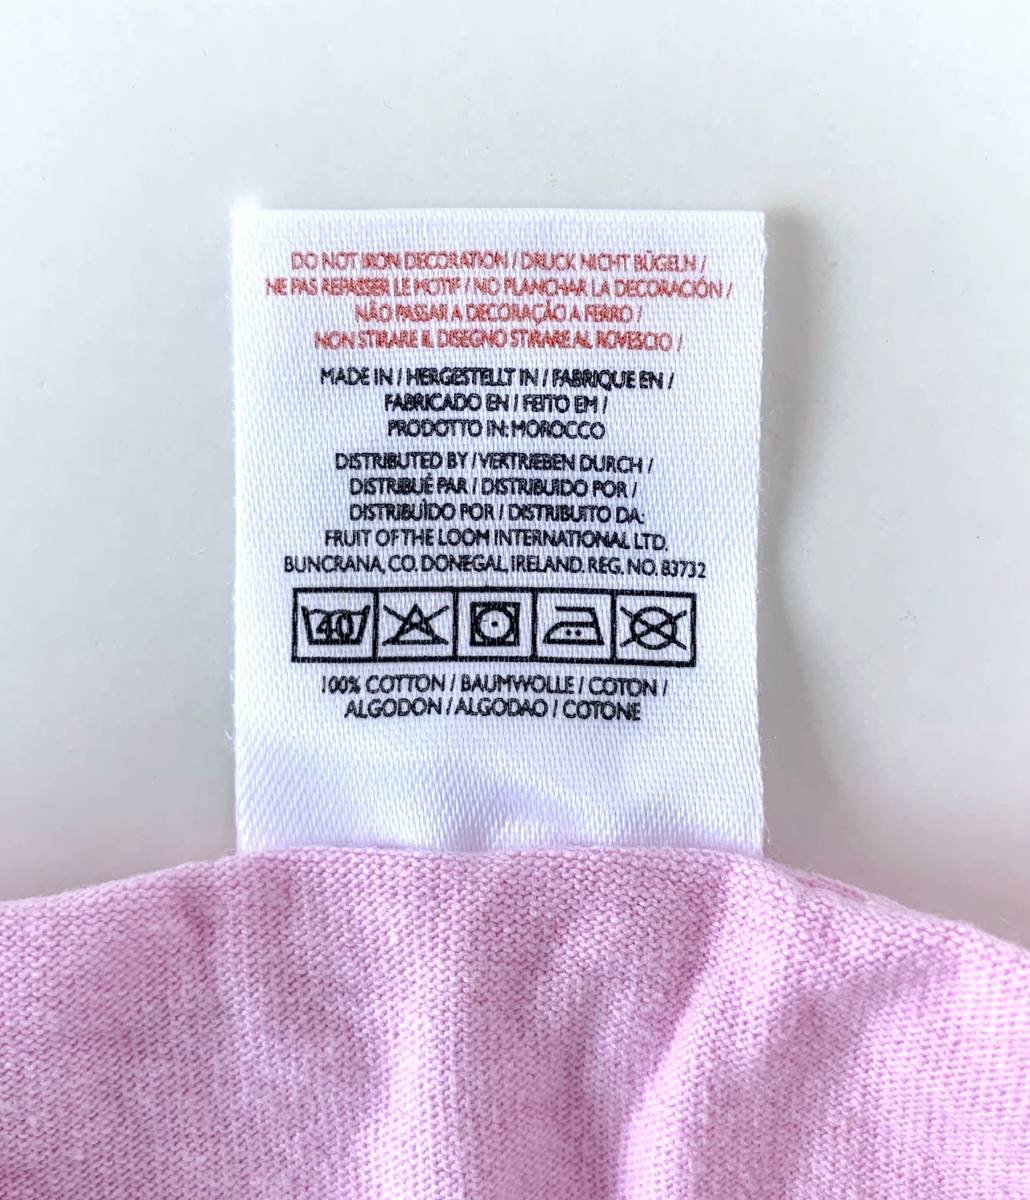 DO NOT IRON DECORATION / DRUCK NICHT BÜGELN /
NE PAS REPASSER LE MOTIF / NO PLANCHAR LA DECORACIÓN /
NÃO PASSAR A DECORAÇÃO A FERRO /
NON STIRARE IL DISEGNO STIRARE AL ROVESCIO /
MADE IN / HERGESTELLT IN / FABRIQUE EN /
FABRICADO EN / FEITO EM /
PRODOTTO IN: MOROCCO
DISTRIBUTED BY / VERTRIEBEN DURCH /
DISTRIBUÉ PAR / DISTRIBUIDO POR /
DISTRIBUÌDO POR / DISTRIBUITO DA:
FRUIT OF THE LOOM INTERNATIONAL LTD.
BUNCRANA, CO. DONEGAL, IRELAND. REG. NO. 83732
40
100% COTTON / BAUMWOLLE / COTON /
ALGODON / ALGODAO / COTONE